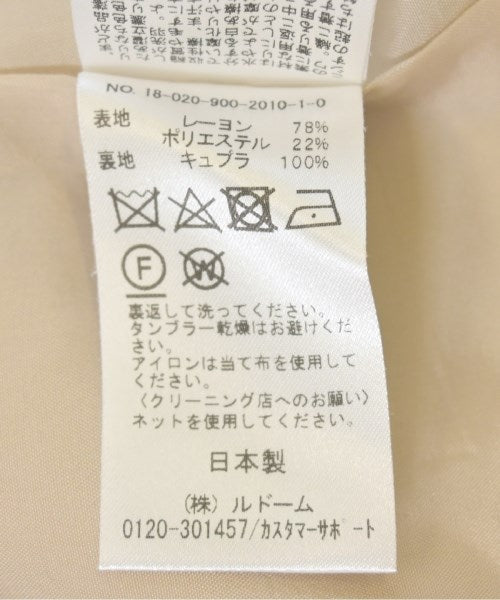 NO. 18-020-900-2010-1-0
表地 レーヨン 78%
ポリエステル 22%
裏地 キュプラ 100%
F W
裏返して洗ってください。
タンブラー乾燥はお避けくだ
さい。
アイロンは当て布を使用して
ください。
〈クリーニング店へのお願い〉
ネットを使用してください。
日本製
(株) ルドーム
0120-301457/カスタマーサポート